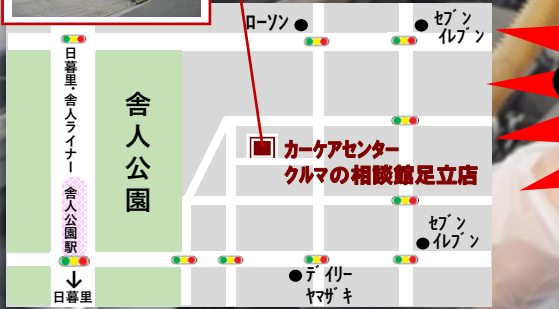 ローソン
セブン
イレブン
日暮里・舎人ライナー
舎人公園
カーケアセンター
クルマの相談館足立店
舎人公園駅
セブン
イレブン
↓
日暮里
デイリー
ヤマザキ